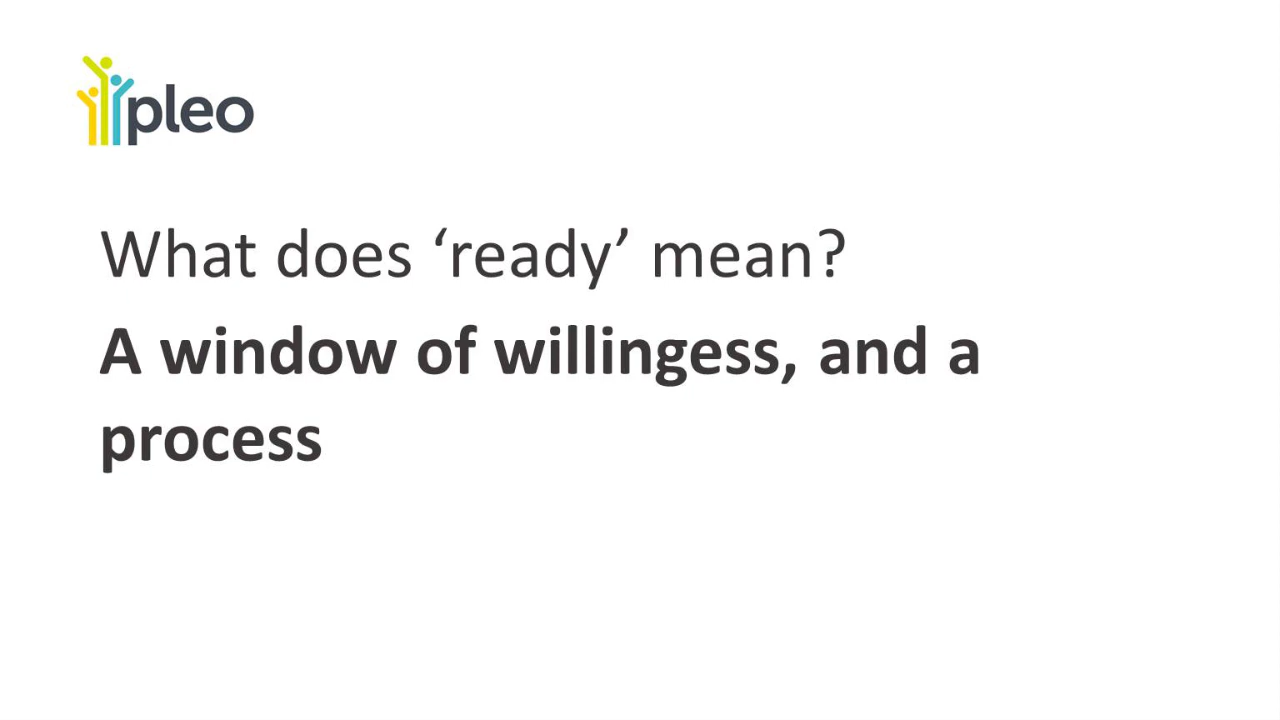 pleo
What does ‘ready’ mean?
A window of willingess, and a
process